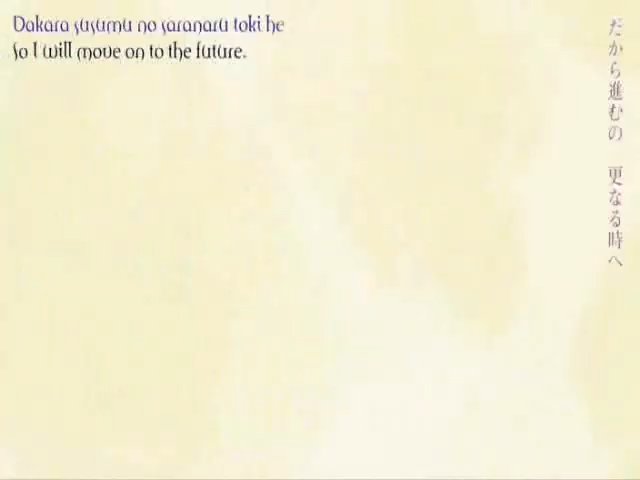 Dakara susumu no saranaru toki he
So I will move on to the future.
だから進むの　更なる時へ